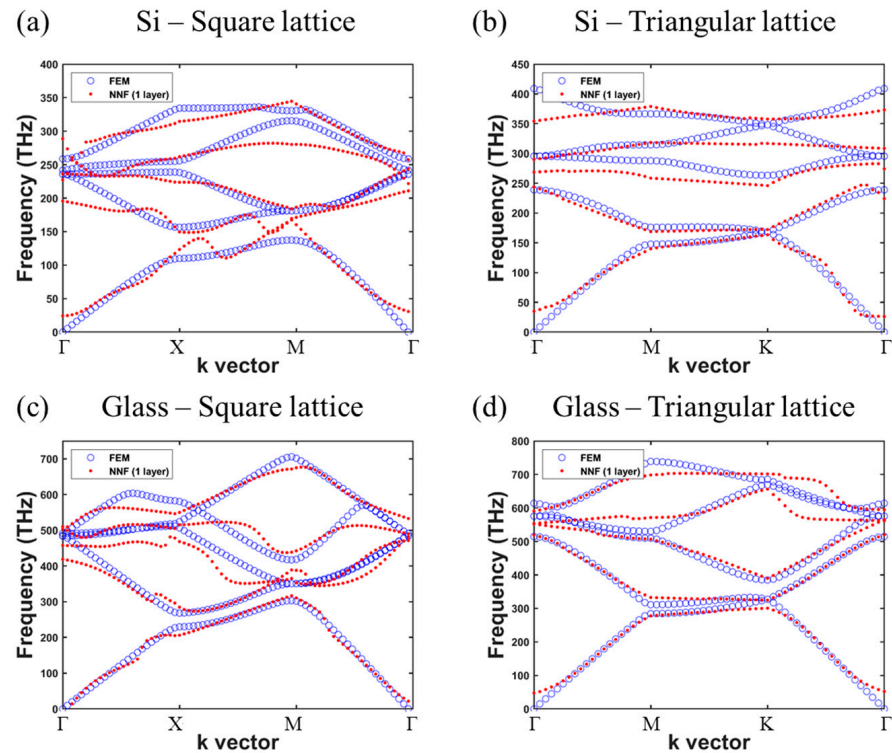 (a) Si – Square lattice
400
350
300
250
200
150
100
50
0
Frequency (THz)
FEM
NNF (1 layer)
Γ X M Γ
k vector
(b) Si – Triangular lattice
450
400
350
300
250
200
150
100
50
0
Frequency (THz)
FEM
NNF (1 layer)
Γ M K Γ
k vector
(c) Glass – Square lattice
700
600
500
400
300
200
100
0
Frequency (THz)
FEM
NNF (1 layer)
Γ X M Γ
k vector
(d) Glass – Triangular lattice
800
700
600
500
400
300
200
100
0
Frequency (THz)
FEM
NNF (1 layer)
Γ M K Γ
k vector